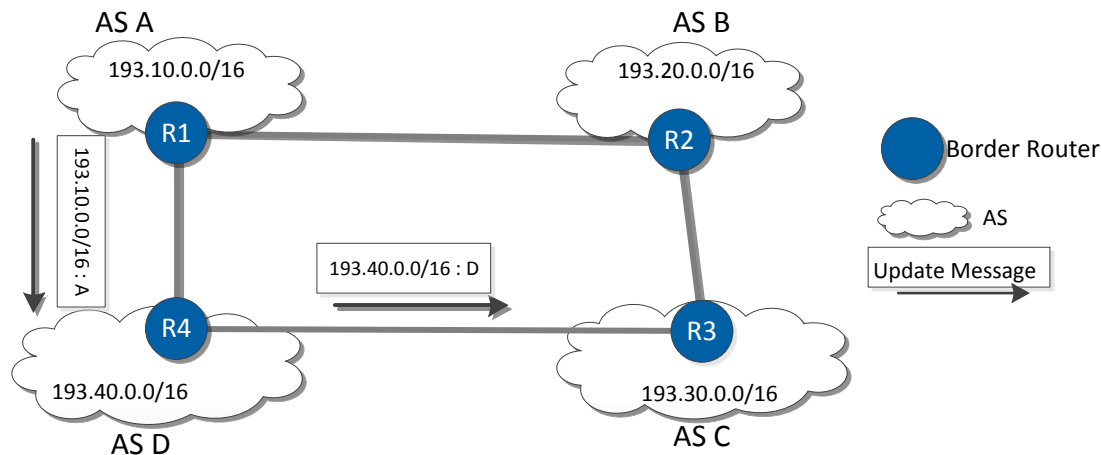 AS A
AS B
193.10.0.0/16
193.20.0.0/16
R1
R2
Border Router
193.10.0.0/16 : A
AS
193.40.0.0/16 : D
Update Message
R4
R3
193.40.0.0/16
193.30.0.0/16
AS D
AS C